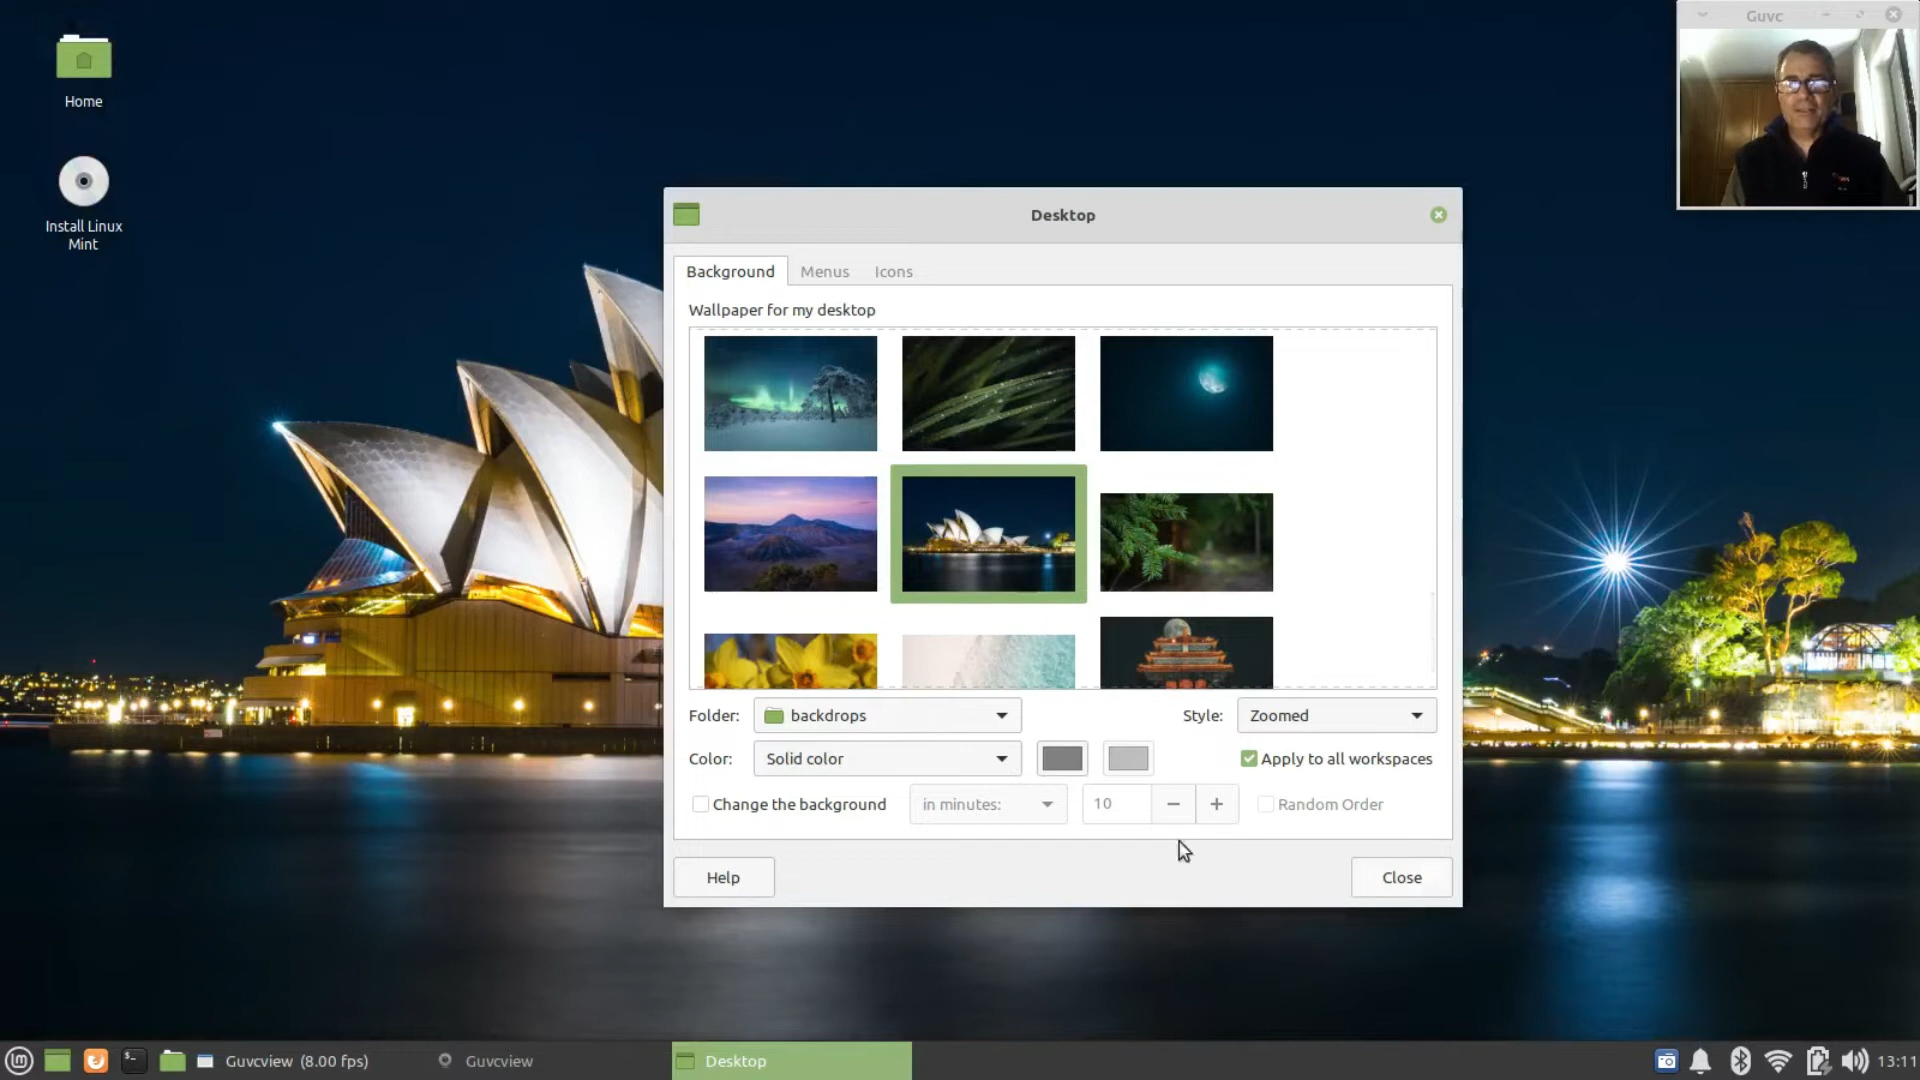 Guvc
Home
Install Linux
Mint
Desktop
Background Menus Icons
Wallpaper for my desktop
Folder: backdrops Style: Zoomed
Color: Solid color Apply to all workspaces
Change the background in minutes: 10 Random Order
Help Close
Guvcview (8.00 fps) Guvcview Desktop 13:11